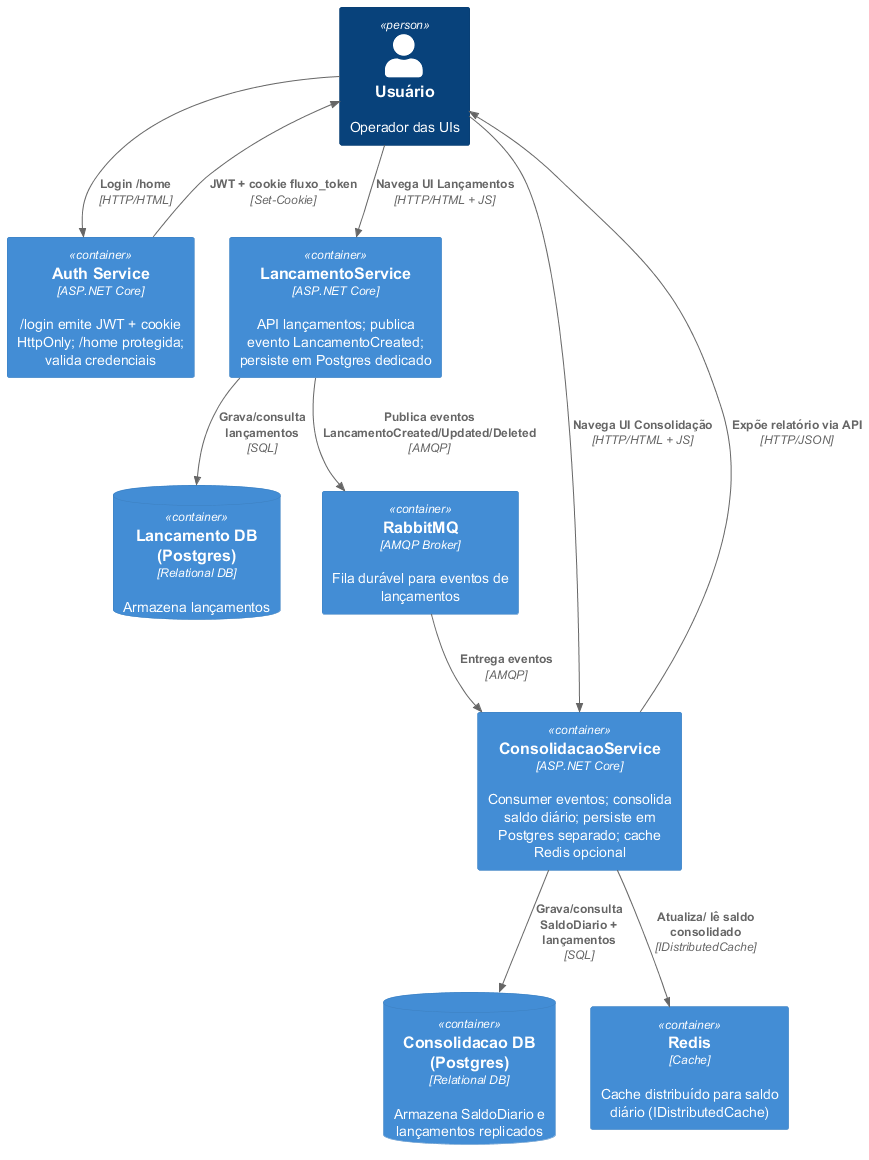 «person»
Usuário
Operador das UIs
Login /home
[HTTP/HTML]
JWT + cookie fluxo_token
[Set-Cookie]
Navega UI Lançamentos
[HTTP/HTML + JS]
«container»
Auth Service
[ASP.NET Core]
/login emite JWT + cookie
HttpOnly; /home protegida;
valida credenciais
«container»
LancamentoService
[ASP.NET Core]
API lançamentos; publica
evento LancamentoCreated;
persiste em Postgres dedicado
Grava/consulta
lançamentos
[SQL]
Publica eventos
LancamentoCreated/Updated/Deleted
[AMQP]
Navega UI Consolidação
[HTTP/HTML + JS]
Expõe relatório via API
[HTTP/JSON]
«container»
Lancamento DB
(Postgres)
[Relational DB]
Armazena lançamentos
«container»
RabbitMQ
[AMQP Broker]
Fila durável para eventos de
lançamentos
Entrega eventos
[AMQP]
«container»
ConsolidacaoService
[ASP.NET Core]
Consumer eventos; consolida
saldo diário; persiste em
Postgres separado; cache
Redis opcional
Grava/consulta
SaldoDiario +
lançamentos
[SQL]
Atualiza/ lê saldo
consolidado
[IDistributedCache]
«container»
Consolidacao DB
(Postgres)
[Relational DB]
Armazena SaldoDiario e
lançamentos replicados
«container»
Redis
[Cache]
Cache distribuído para saldo
diário (IDistributedCache)